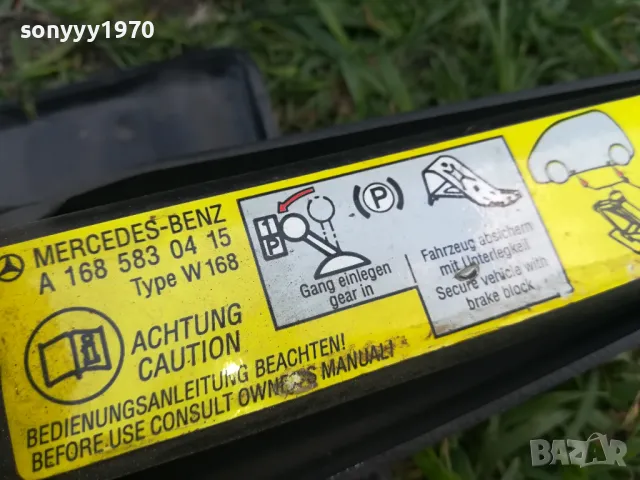 sonyyy1970
MERCEDES-BENZ
A 168 583 04 15
Type W168
1
P
(P)
Gang einlegen
gear in
Fahrzeug absichern
mit Unterlegkeil
Secure vehicle with
brake block
ACHTUNG
CAUTION
BEDIENUNGSANLEITUNG BEACHTEN!
BEFORE USE CONSULT OWNERS MANUAL!
BAZAR